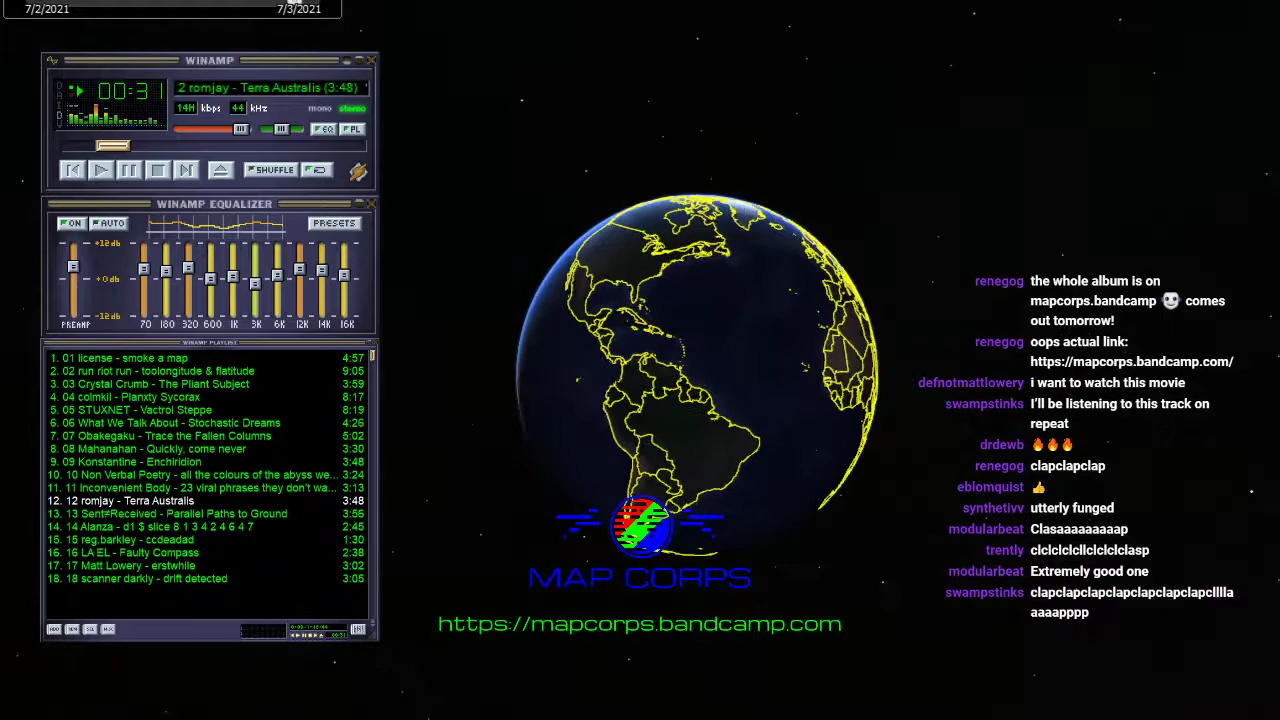 7/2/2021 7/3/2021
WINAMP
00:31
2 romjay - Terra Australis (3:48)
14H kbps 44 kHz mono stereo
EQ PL
SHUFFLE
WINAMP EQUALIZER
ON AUTO PRESETS
+12db
+0db
-12db
PREAMP 70 180 320 600 1K 3K 6K 12K 14K 16K
WINAMP PLAYLIST
1. 01 license - smoke a map 4:57
2. 02 run riot run - toolongitude & flatitude 9:05
3. 03 Crystal Crumb - The Pliant Subject 3:59
4. 04 colmkil - Planxty Sycorax 8:17
5. 05 STUXNET - Vactrol Steppe 8:19
6. 06 What We Talk About - Stochastic Dreams 4:26
7. 07 Obakegaku - Trace the Fallen Columns 5:02
8. 08 Mahanahan - Quickly, come never 3:30
9. 09 Konstantine - Enchiridion 3:48
10. 10 Non Verbal Poetry - all the colours of the abyss we... 3:24
11. 11 Inconvenient Body - 23 viral phrases they don't wa... 3:13
12. 12 romjay - Terra Australis 3:48
13. 13 Sent≠Received - Parallel Paths to Ground 3:55
14. 14 Alanza - d1 $ slice 8 1 3 4 2 4 6 4 7 2:45
15. 15 reg.barkley - ccdeadad 1:30
16. 16 LA EL - Faulty Compass 2:38
17. 17 Matt Lowery - erstwhile 3:02
18. 18 scanner darkly - drift detected 3:05
MAP CORPS
https://mapcorps.bandcamp.com
renegog the whole album is on
mapcorps.bandcamp 💀 comes
out tomorrow!
renegog oops actual link:
https://mapcorps.bandcamp.com/
defnotmattlowery i want to watch this movie
swampstinks I'll be listening to this track on
repeat
drdewb 🔥🔥🔥
renegog clapclapclap
eblomquist 👍
synthetivv utterly funged
modularbeat Clasaaaaaaaap
trently clclclclcllclclclclasp
modularbeat Extremely good one
swampstinks clapclapclapclapclapclapclapclllla
aaaapppp